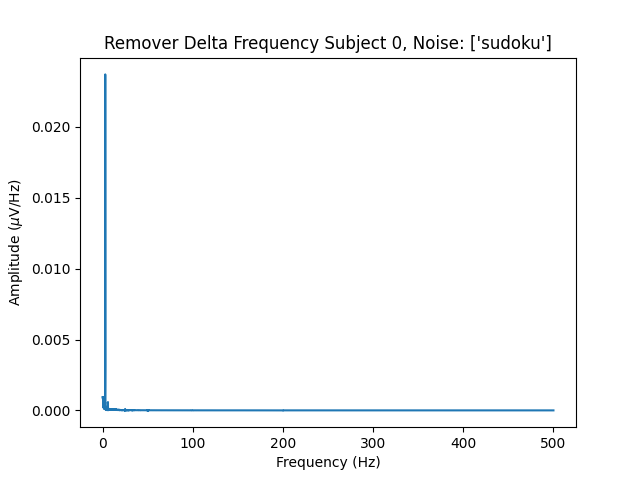 Remover Delta Frequency Subject 0, Noise: ['sudoku']
Amplitude (μV/Hz)
0.020
0.015
0.010
0.005
0.000
0 100 200 300 400 500
Frequency (Hz)